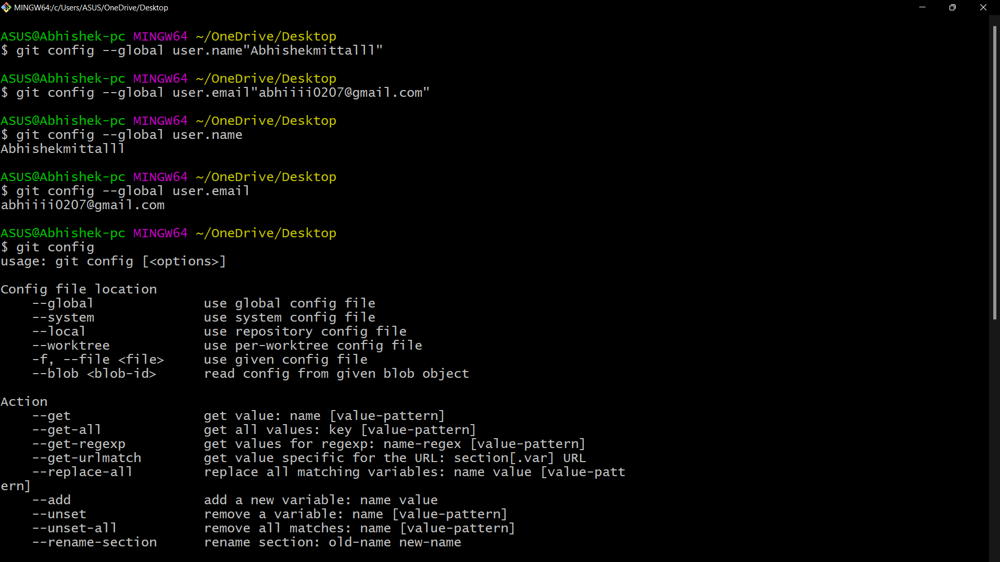 MINGW64:/c/Users/ASUS/OneDrive/Desktop
ASUS@Abhishek-pc MINGW64 ~/OneDrive/Desktop
$ git config --global user.name"Abhishekmittalll"
ASUS@Abhishek-pc MINGW64 ~/OneDrive/Desktop
$ git config --global user.email"abhiiii0207@gmail.com"
ASUS@Abhishek-pc MINGW64 ~/OneDrive/Desktop
$ git config --global user.name
Abhishekmittalll
ASUS@Abhishek-pc MINGW64 ~/OneDrive/Desktop
$ git config --global user.email
abhiiii0207@gmail.com
ASUS@Abhishek-pc MINGW64 ~/OneDrive/Desktop
$ git config
usage: git config [<options>]
Config file location
    --global              use global config file
    --system              use system config file
    --local               use repository config file
    --worktree            use per-worktree config file
    -f, --file <file>     use given config file
    --blob <blob-id>      read config from given blob object
Action
    --get                 get value: name [value-pattern]
    --get-all             get all values: key [value-pattern]
    --get-regexp          get values for regexp: name-regex [value-pattern]
    --get-urlmatch        get value specific for the URL: section[.var] URL
    --replace-all         replace all matching variables: name value [value-patt
ern]
    --add                 add a new variable: name value
    --unset               remove a variable: name [value-pattern]
    --unset-all           remove all matches: name [value-pattern]
    --rename-section      rename section: old-name new-name